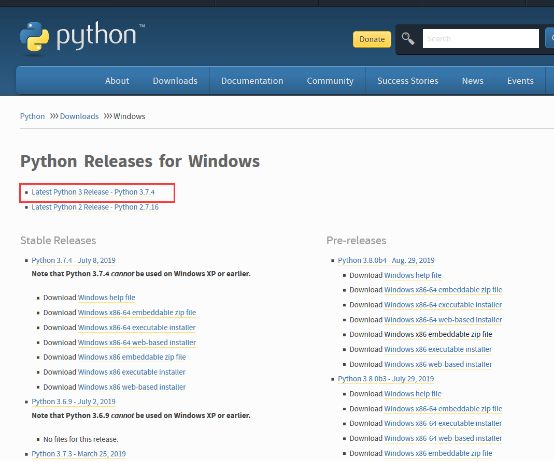 python™
Donate
Search
About
Downloads
Documentation
Community
Success Stories
News
Events
Python >>> Downloads >>> Windows
Python Releases for Windows
Latest Python 3 Release - Python 3.7.4
Latest Python 2 Release - Python 2.7.16
Stable Releases
Python 3.7.4 - July 8, 2019
Note that Python 3.7.4 cannot be used on Windows XP or earlier.
Download Windows help file
Download Windows x86-64 embeddable zip file
Download Windows x86-64 executable installer
Download Windows x86-64 web-based installer
Download Windows x86 embeddable zip file
Download Windows x86 executable installer
Download Windows x86 web-based installer
Python 3.6.9 - July 2, 2019
Note that Python 3.6.9 cannot be used on Windows XP or earlier.
No files for this release.
Python 3.7.3 - March 25, 2019
Pre-releases
Python 3.8.0b4 - Aug. 29, 2019
Download Windows help file
Download Windows x86-64 embeddable zip file
Download Windows x86-64 executable installer
Download Windows x86-64 web-based installer
Download Windows x86 embeddable zip file
Download Windows x86 executable installer
Download Windows x86 web-based installer
Python 3.8.0b3 - July 29, 2019
Download Windows help file
Download Windows x86-64 embeddable zip file
Download Windows x86-64 executable installer
Download Windows x86-64 web-based installer
Download Windows x86 embeddable zip file